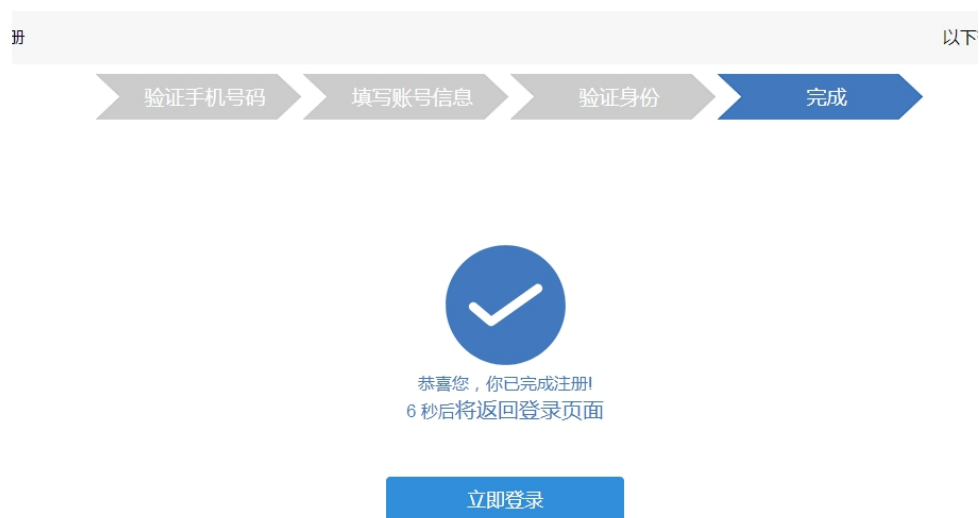 册
以下
验证手机号码
填写账号信息
验证身份
完成
恭喜您，你已完成注册!
6 秒后将返回登录页面
立即登录